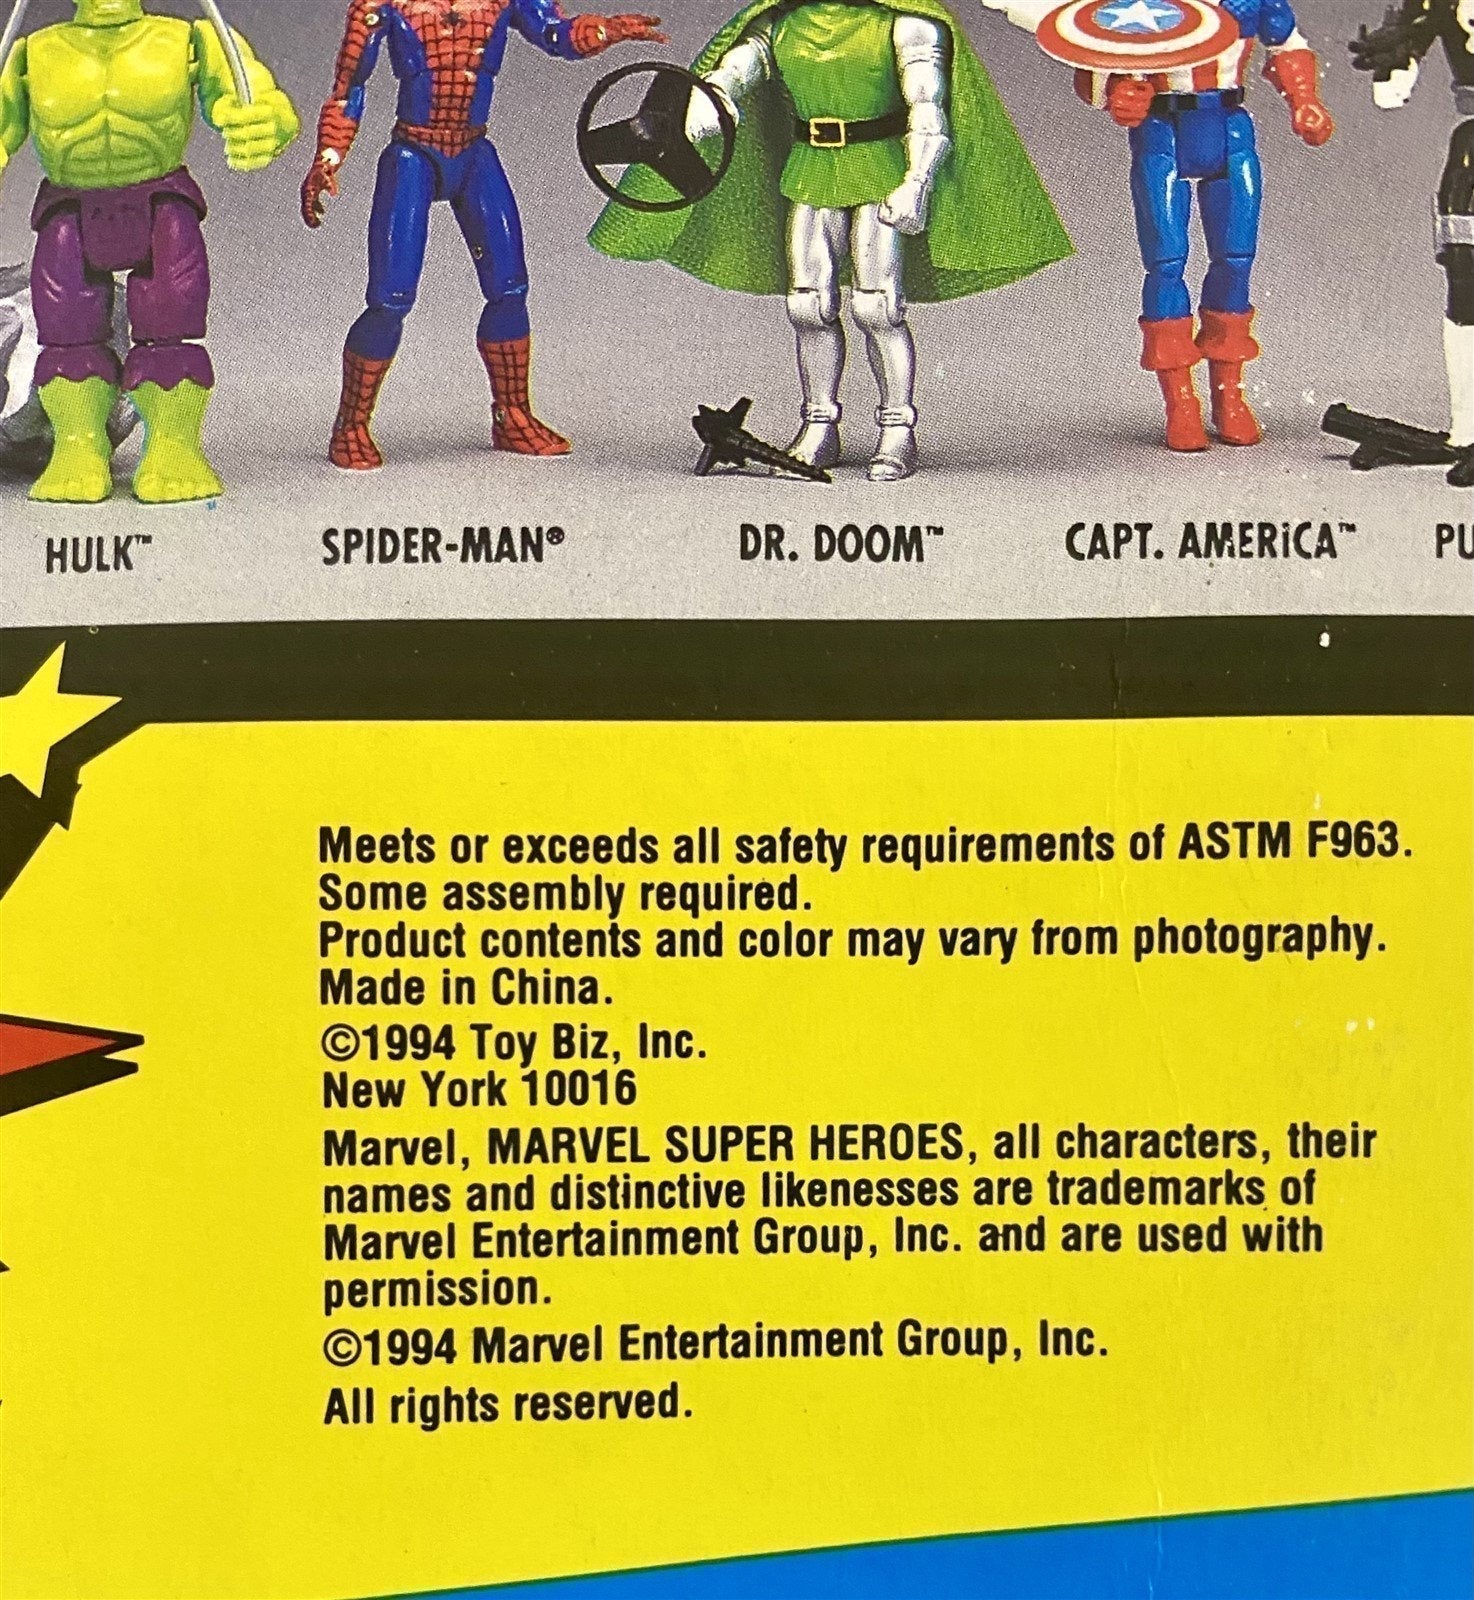 HULK™ SPIDER-MAN® DR. DOOM™ CAPT. AMERiCA™ PU
Meets or exceeds all safety requirements of ASTM F963.
Some assembly required.
Product contents and color may vary from photography.
Made in China.
©1994 Toy Biz, Inc.
New York 10016
Marvel, MARVEL SUPER HEROES, all characters, their
names and distinctive likenesses are trademarks of
Marvel Entertainment Group, Inc. and are used with
permission.
©1994 Marvel Entertainment Group, Inc.
All rights reserved.